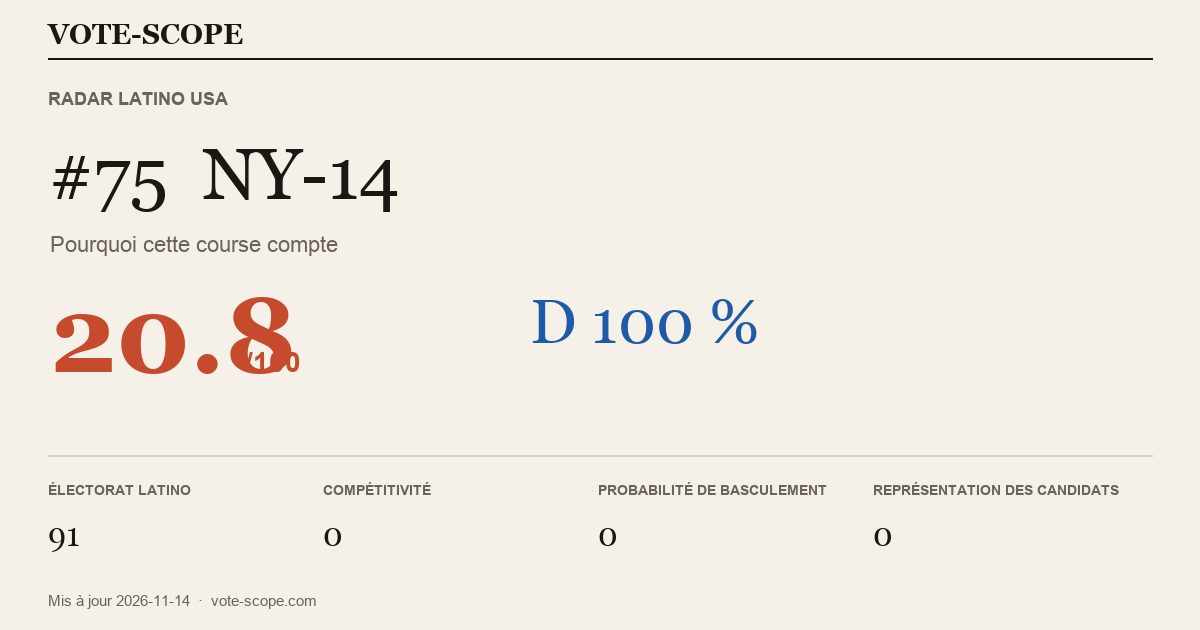 VOTE-SCOPE
RADAR LATINO USA
#75 NY-14
Pourquoi cette course compte
20.8 /100 D 100 %
ÉLECTORAT LATINO COMPÉTITIVITÉ PROBABILITÉ DE BASCULEMENT REPRÉSENTATION DES CANDIDATS
91 0 0 0
Mis à jour 2026-11-14 · vote-scope.com